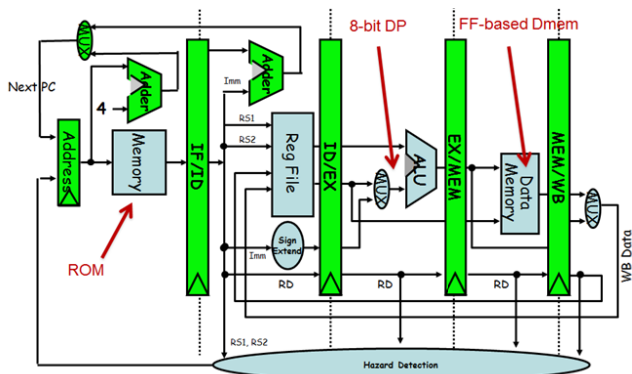 8-bit DP
FF-based Dmem
MUX
Next PC
Adder
4
Adder
Imm
Address
Memory
IF/ID
RS1
RS2
Reg File
ID/EX
MUX
ALU
EX/MEM
Data
Memory
MEM/WB
MUX
ROM
Imm
Sign
Extend
RD
RD
RD
WB Data
RS1, RS2
Hazard Detection